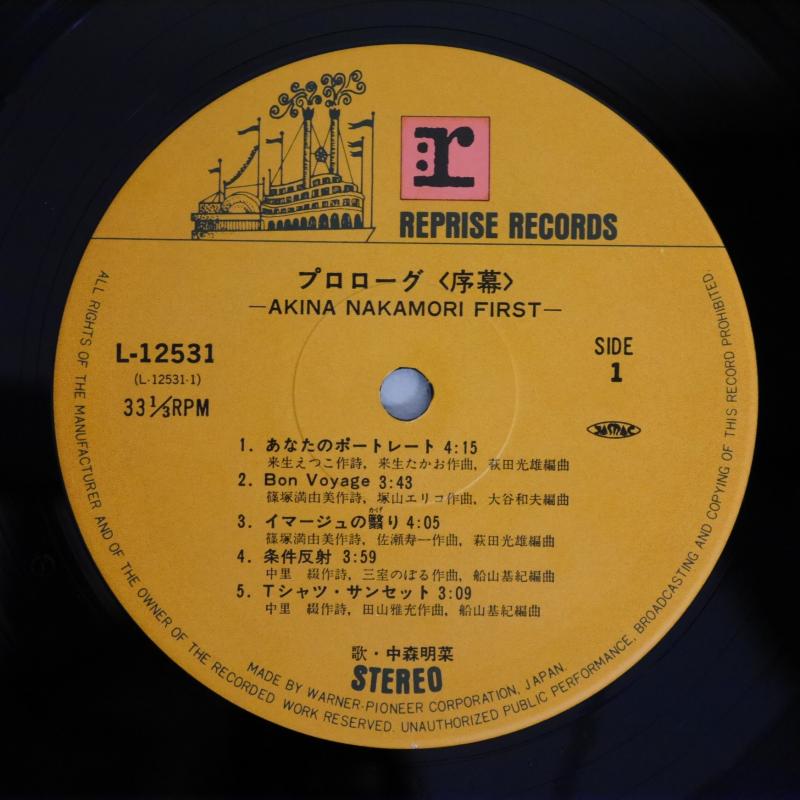 r
REPRISE RECORDS
プロローグ〈序幕〉
—AKINA NAKAMORI FIRST—
L-12531
(L-12531-1)
33⅓RPM
SIDE
1
JASRAC
1. あなたのポートレート 4:15
来生えつこ作詩, 来生たかお作曲, 萩田光雄編曲
2. Bon Voyage 3:43
篠塚満由美作詩, 塚山エリコ作曲, 大谷和夫編曲
かげ
3. イマージュの翳り 4:05
篠塚満由美作詩, 佐瀬寿一作曲, 萩田光雄編曲
4. 条件反射 3:59
中里 綴作詩, 三室のぼる作曲, 船山基紀編曲
5. Tシャツ・サンセット 3:09
中里 綴作詩, 田山雅充作曲, 船山基紀編曲
歌・中森明菜
STEREO
MADE BY WARNER-PIONEER CORPORATION, JAPAN.
ALL RIGHTS OF THE MANUFACTURER AND OF THE OWNER OF THE RECORDED WORK RESERVED. UNAUTHORIZED PUBLIC PERFORMANCE, BROADCASTING AND COPYING OF THIS RECORD PROHIBITED.